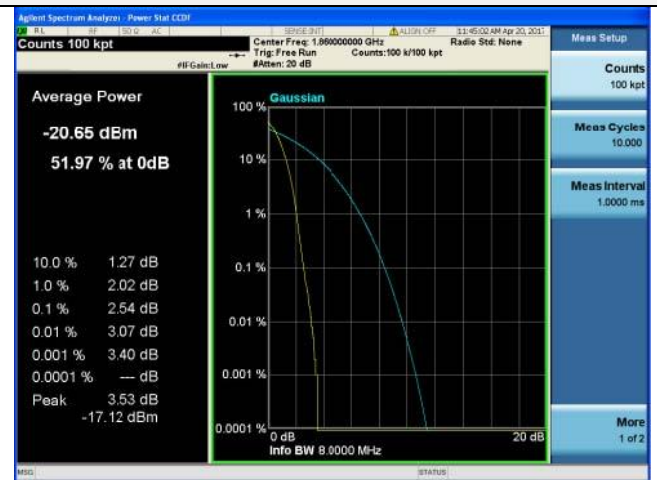 Agilent Spectrum Analyzer - Power Stat CCDF
RL RF 50 Ω AC SENSE:INT ALIGN OFF 11:45:02 AM Apr 20, 2017
Counts 100 kpt
Center Freq: 1.860000000 GHz
Radio Std: None
Trig: Free Run
Counts:100 k/100 kpt
#IFGain:Low
#Atten: 20 dB
Meas Setup
Counts
100 kpt
Meas Cycles
10.000
Meas Interval
1.0000 ms
More
1 of 2
Average Power
-20.65 dBm
51.97 % at 0dB
10.0 % 1.27 dB
1.0 % 2.02 dB
0.1 % 2.54 dB
0.01 % 3.07 dB
0.001 % 3.40 dB
0.0001 % --- dB
Peak 3.53 dB
-17.12 dBm
Gaussian
100 %
10 %
1 %
0.1 %
0.01 %
0.001 %
0.0001 %
0 dB
20 dB
Info BW 8.0000 MHz
MSG
STATUS